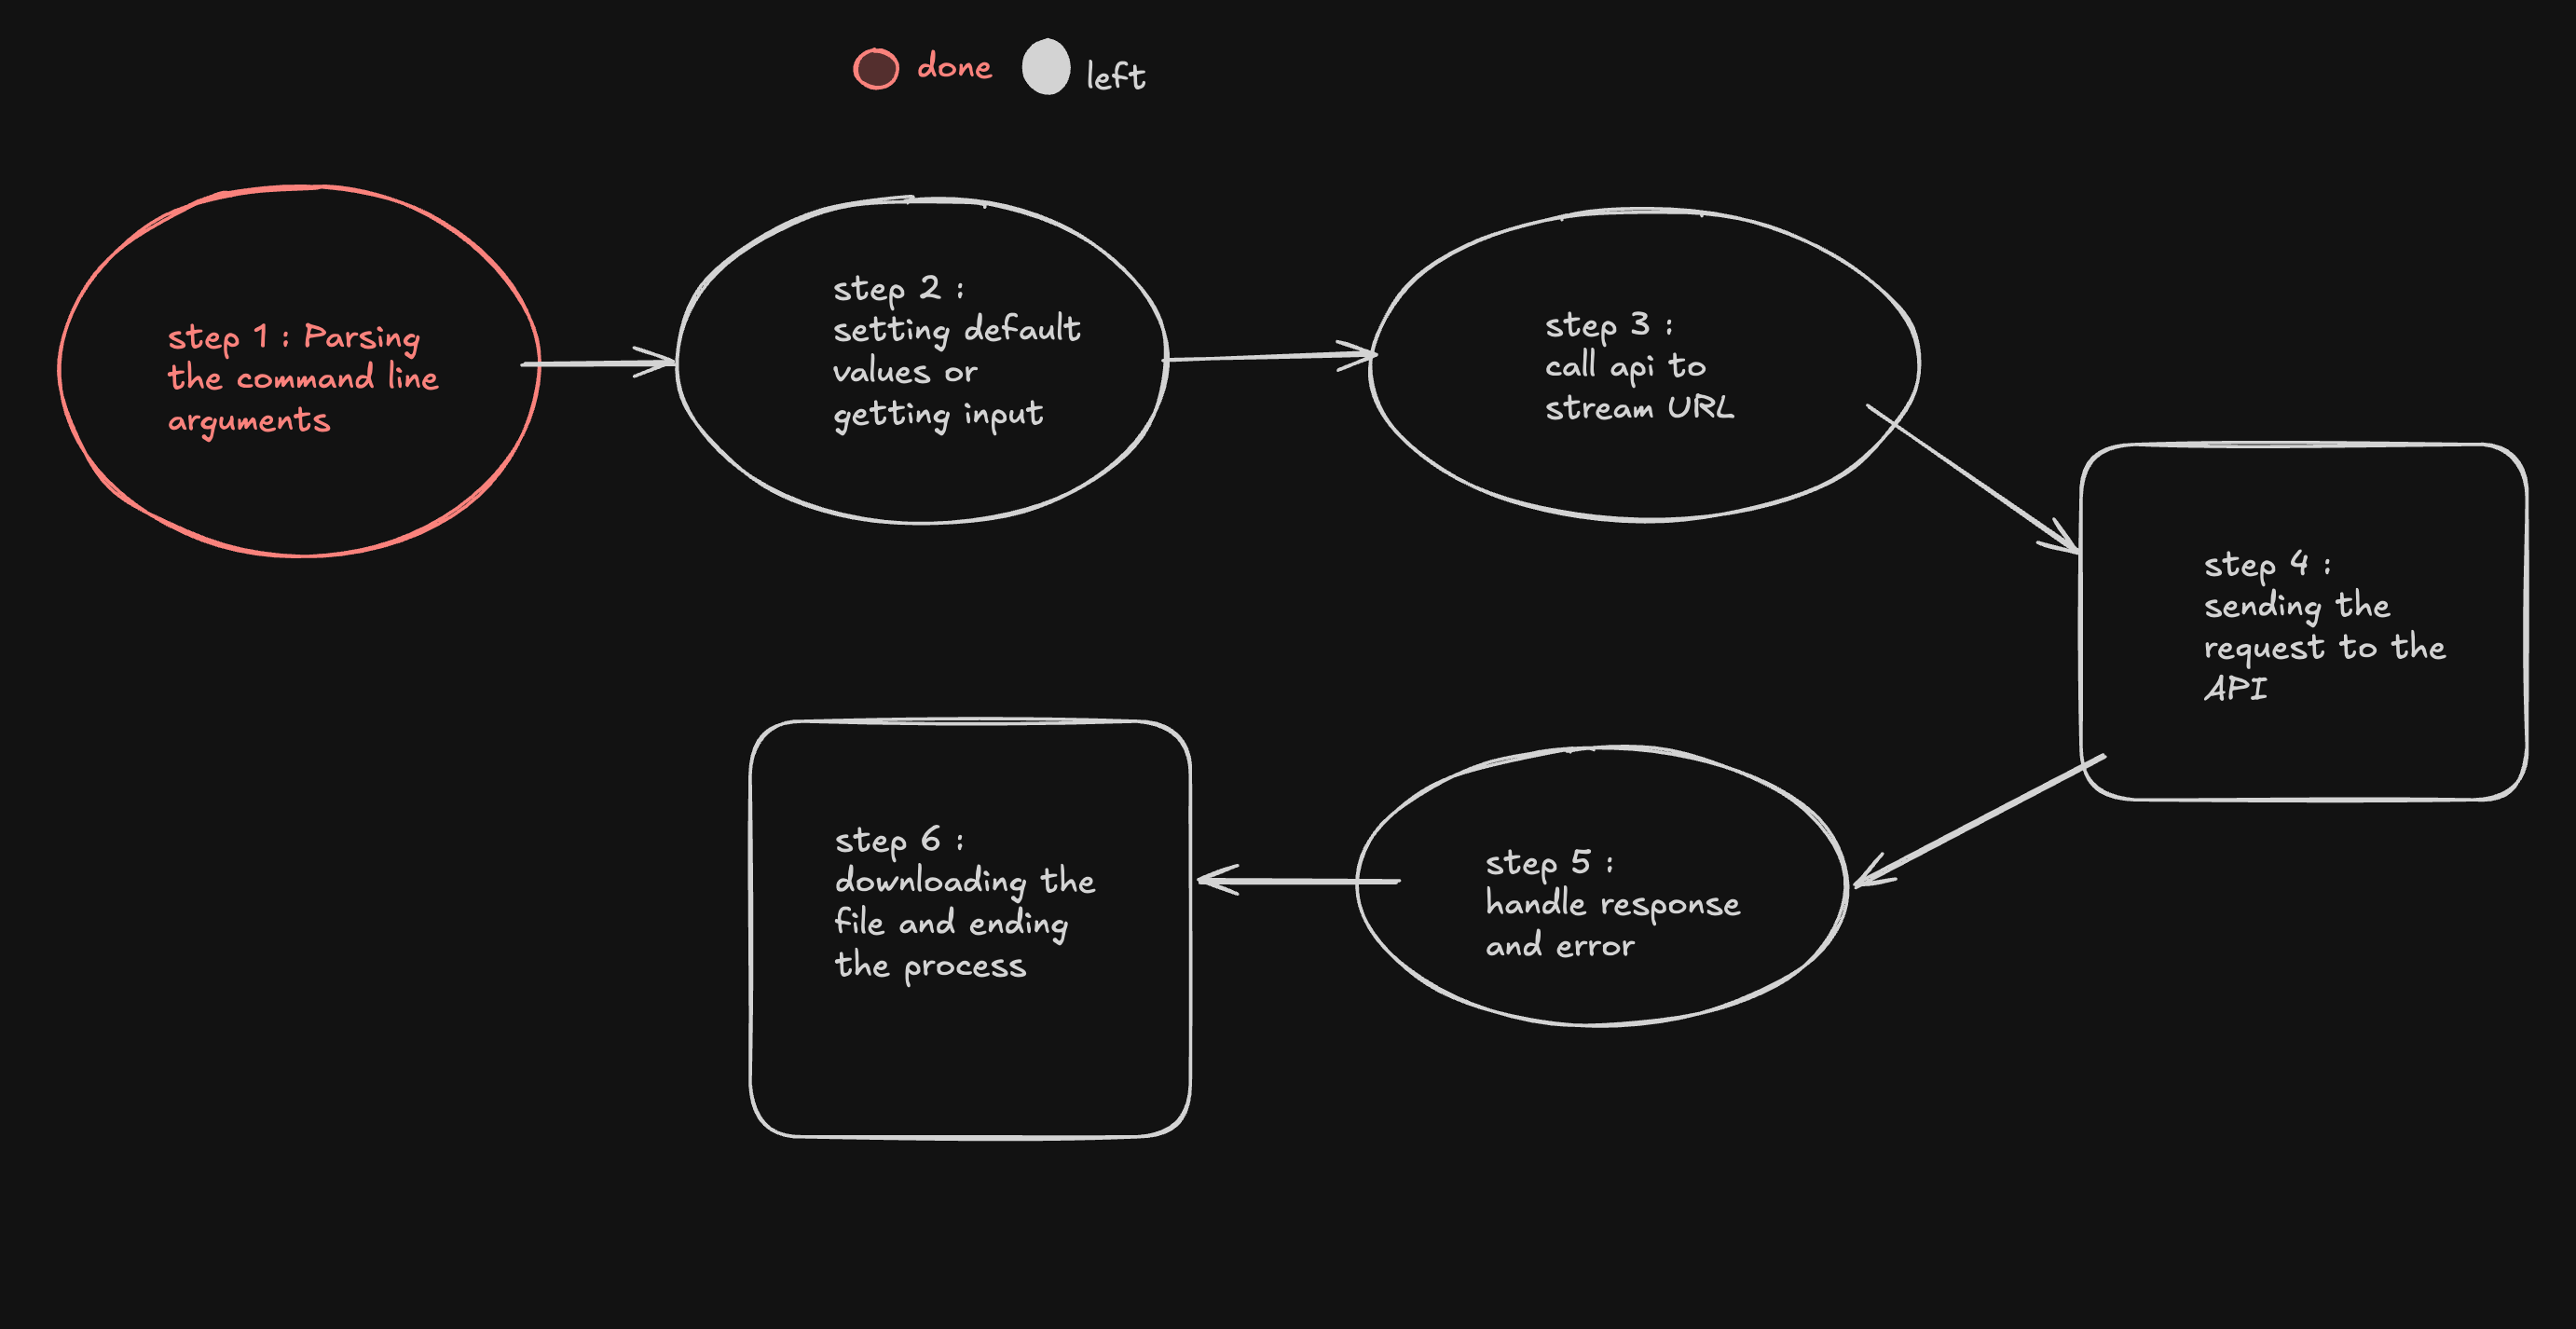 done
left
step 1 : Parsing
the command line
arguments
step 2 :
setting default
values or
getting input
step 3 :
call api to
stream URL
step 4 :
sending the
request to the
API
step 5 :
handle response
and error
step 6 :
downloading the
file and ending
the process